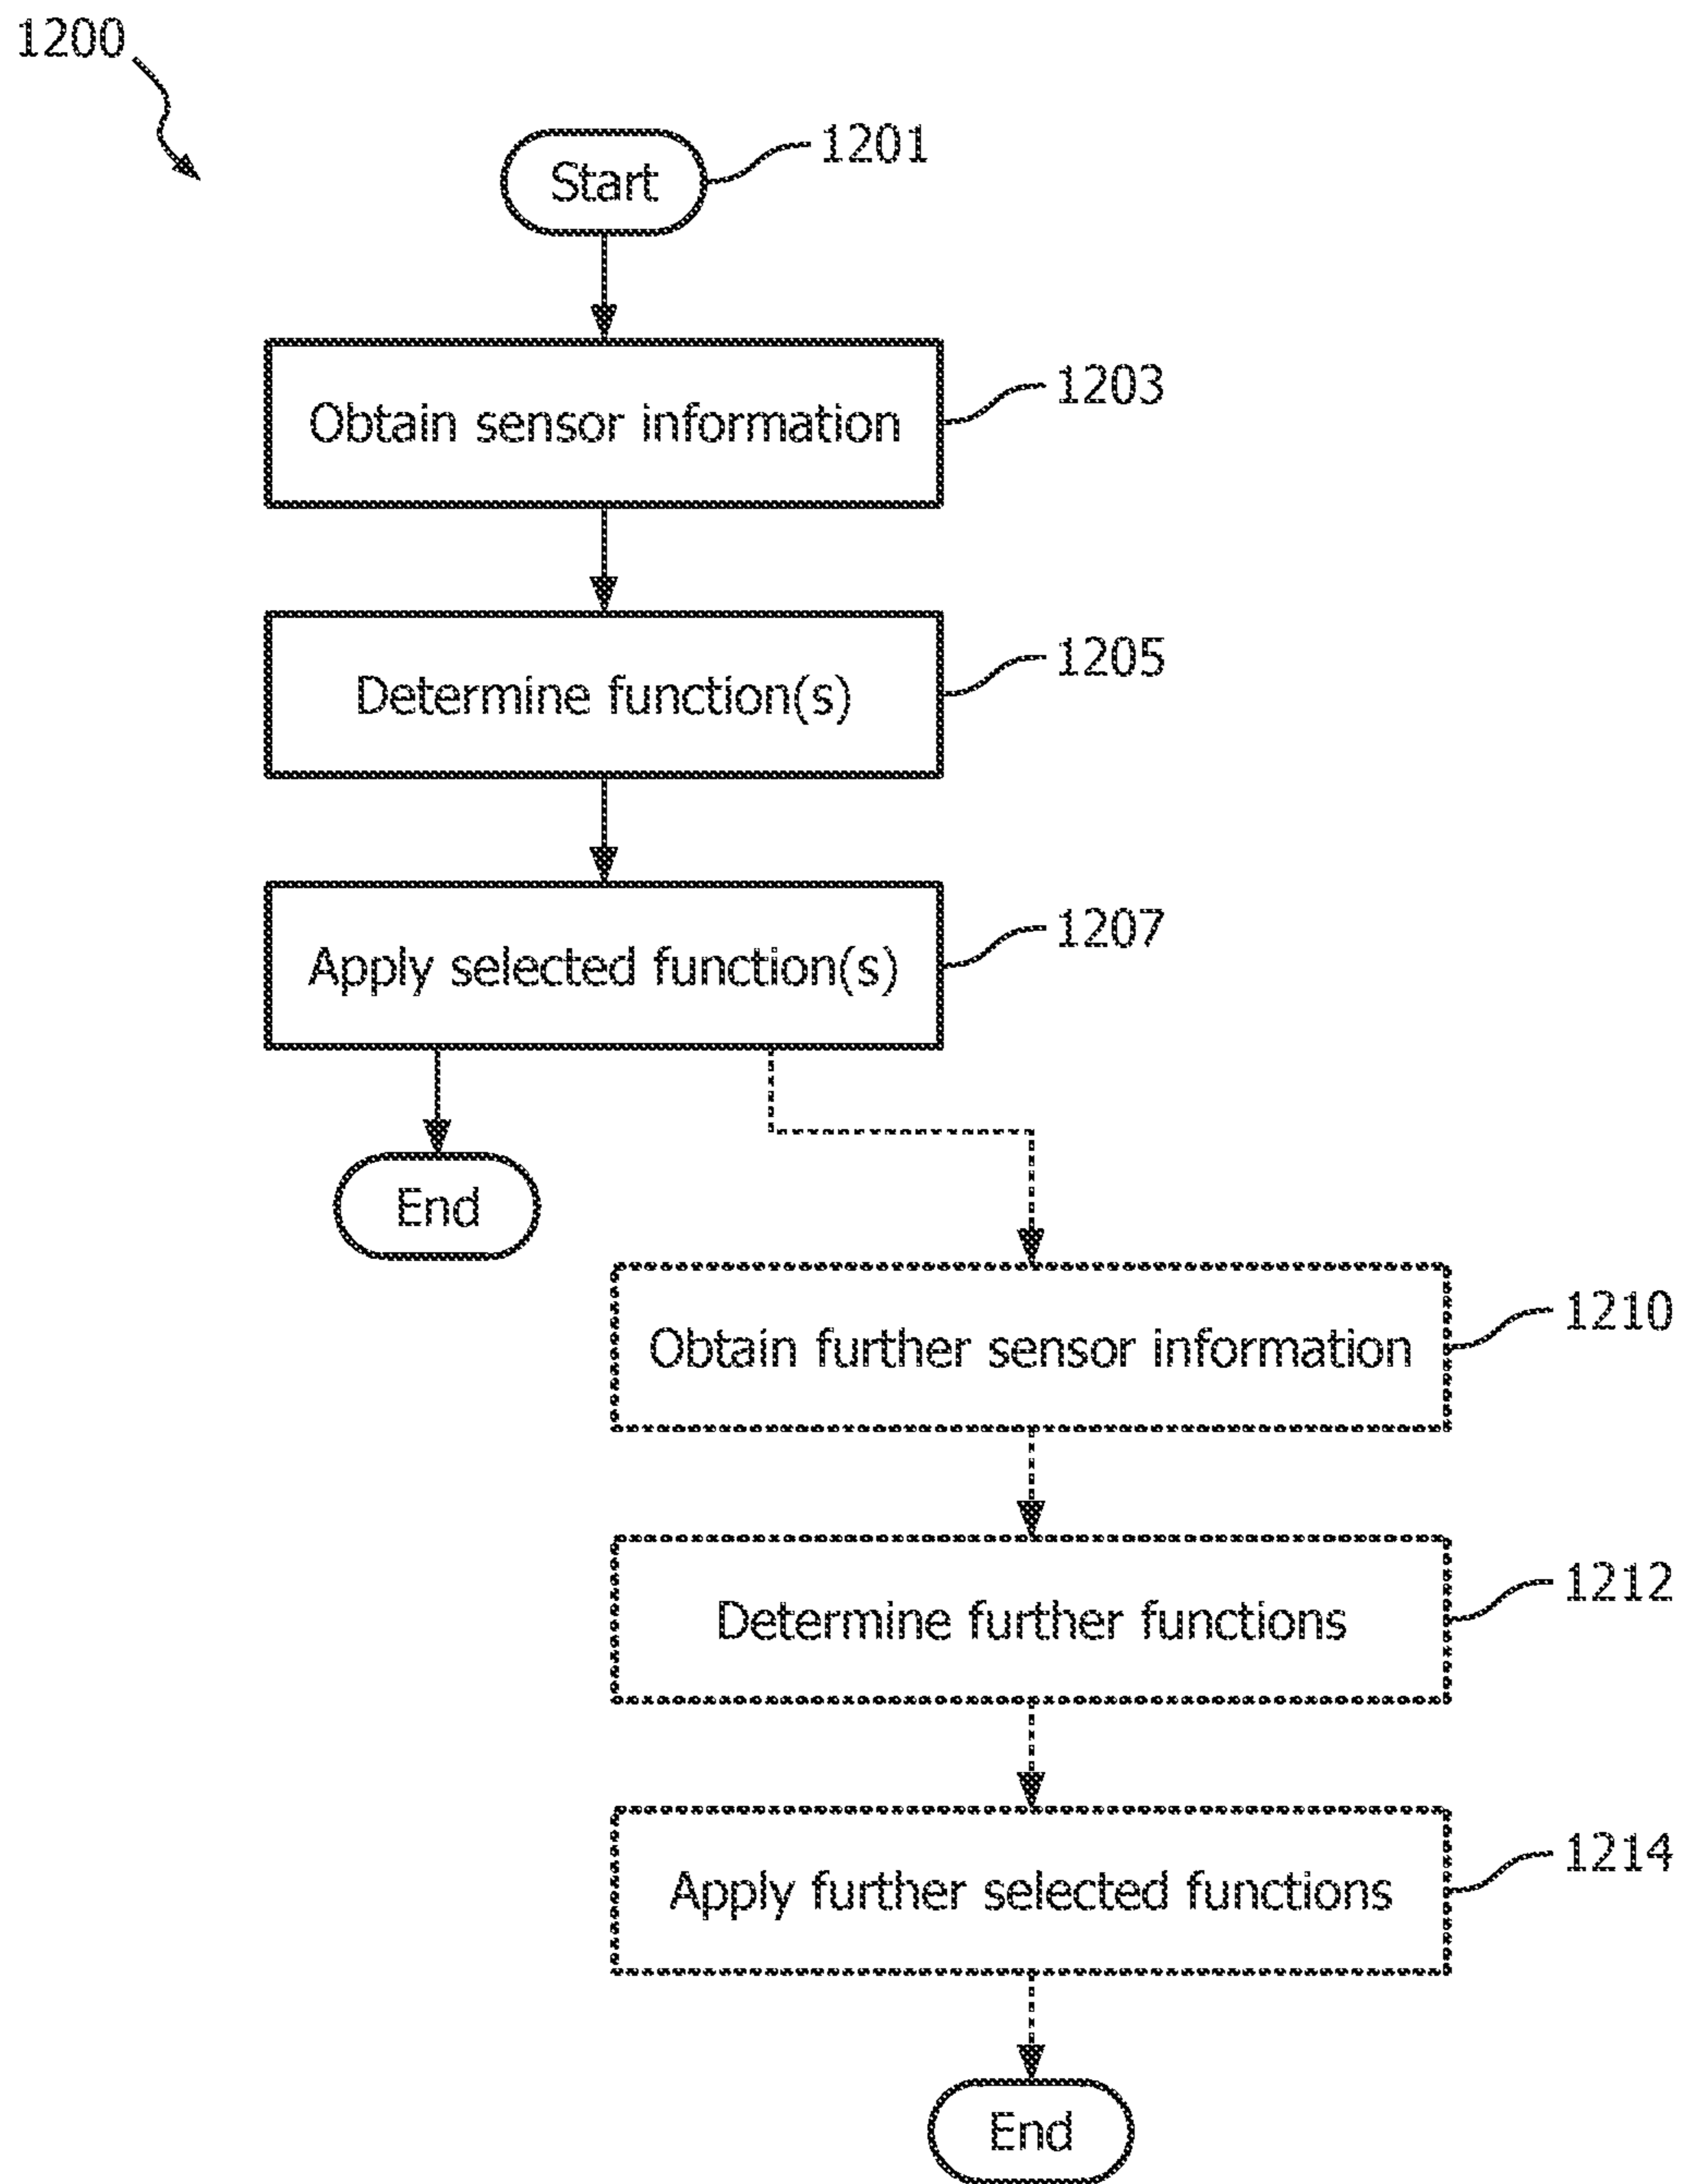 1200
Start
1201
Obtain sensor information
1203
Determine function(s)
1205
Apply selected function(s)
1207
End
Obtain further sensor information
1210
Determine further functions
1212
Apply further selected functions
1214
End